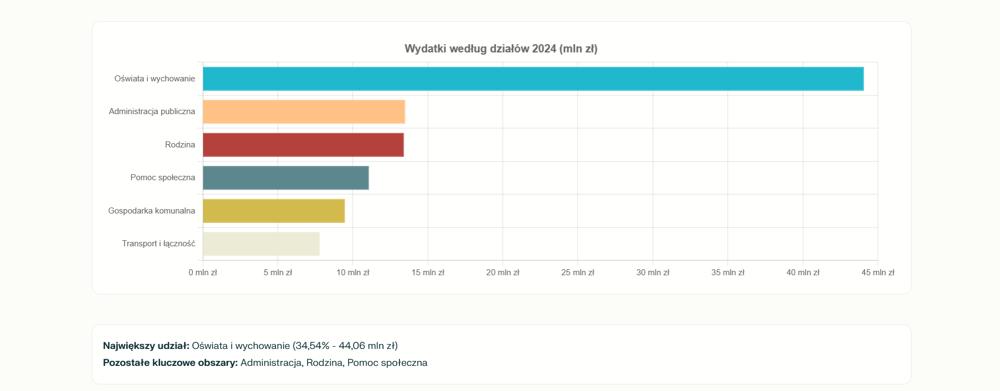 Wydatki według działów 2024 (mln zł)
Oświata i wychowanie
Administracja publiczna
Rodzina
Pomoc społeczna
Gospodarka komunalna
Transport i łączność
0 mln zł 5 mln zł 10 mln zł 15 mln zł 20 mln zł 25 mln zł 30 mln zł 35 mln zł 40 mln zł 45 mln zł
Największy udział: Oświata i wychowanie (34,54% - 44,06 mln zł)
Pozostałe kluczowe obszary: Administracja, Rodzina, Pomoc społeczna